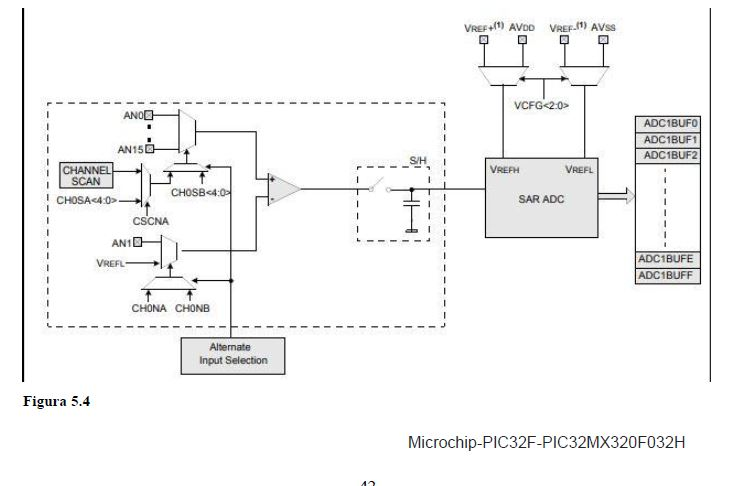 VREF+(1) AVDD VREF-(1) AVSS
VCFG<2:0>
AN0
AN15
CHANNEL
SCAN
CH0SA<4:0>
CSCNA
CH0SB<4:0>
AN1
VREFL
CH0NA CH0NB
Alternate
Input Selection
+
-
S/H
VREFH VREFL
SAR ADC
ADC1BUF0
ADC1BUF1
ADC1BUF2
ADC1BUFE
ADC1BUFF
Figura 5.4
Microchip-PIC32F-PIC32MX320F032H
42